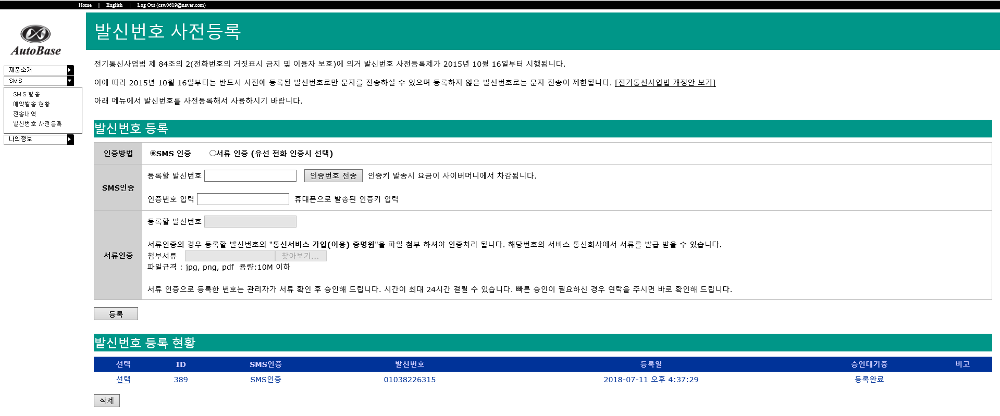 Home | English | Log Out (csw0619@naver.com)
AutoBase
제품소개
SMS
SMS 발송
예약발송 현황
전송내역
발신번호 사전등록
나의정보
발신번호 사전등록
전기통신사업법 제 84조의 2(전화번호의 거짓표시 금지 및 이용자 보호)에 의거 발신번호 사전등록제가 2015년 10월 16일부터 시행됩니다.
이에 따라 2015년 10월 16일부터는 반드시 사전에 등록된 발신번호로만 문자를 전송하실 수 있으며 등록하지 않은 발신번호로는 문자 전송이 제한됩니다. [전기통신사업법 개정안 보기]
아래 메뉴에서 발신번호를 사전등록해서 사용하시기 바랍니다.
발신번호 등록
인증방법 SMS 인증 서류 인증 (유선 전화 인증시 선택)
SMS인증
등록할 발신번호 인증번호 전송 인증키 발송시 요금이 사이버머니에서 차감됩니다.
인증번호 입력 휴대폰으로 발송된 인증키 입력
서류인증
등록할 발신번호
서류인증의 경우 등록할 발신번호의 "통신서비스 가입(이용) 증명원"을 파일 첨부 하셔야 인증처리 됩니다. 해당번호의 서비스 통신회사에서 서류를 발급 받을 수 있습니다.
첨부서류 찾아보기...
파일규격 : jpg, png, pdf 용량:10M 이하
서류 인증으로 등록한 번호는 관리자가 서류 확인 후 승인해 드립니다. 시간이 최대 24시간 걸릴 수 있습니다. 빠른 승인이 필요하신 경우 연락을 주시면 바로 확인해 드립니다.
등록
발신번호 등록 현황
선택 ID SMS인증 발신번호 등록일 승인대기중 비고
선택 389 SMS인증 01038226315 2018-07-11 오후 4:37:29 등록완료
삭제